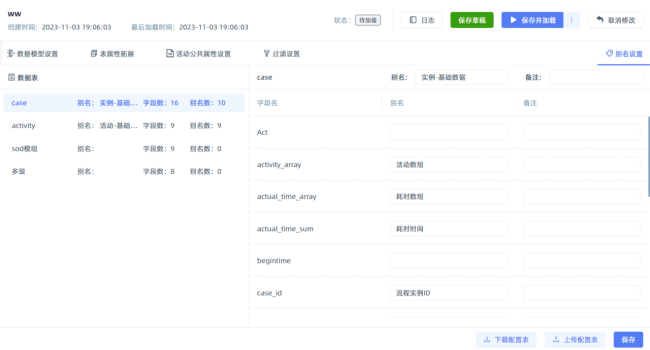 ww
创建时间: 2023-11-03 19:06:03 最后加载时间: 2023-11-03 19:06:03
状态: 待加载 日志 保存草稿 保存并加载 取消修改
数据模型设置 表属性拓展 活动公共属性设置 过滤设置 别名设置
数据表
case 别名: 实例-基础... 字段数: 16 别名数: 10
activity 别名: 活动-基础... 字段数: 9 别名数: 9
sod模组 别名: 字段数: 9 别名数: 0
多级 别名: 字段数: 8 别名数: 0
case 别名: 实例-基础数据 备注:
字段名 别名 备注
Act
activity_array 活动数组
actual_time_array 耗时数组
actual_time_sum 耗时时间
begintime
case_id 流程实例ID
下载配置表 上传配置表 保存